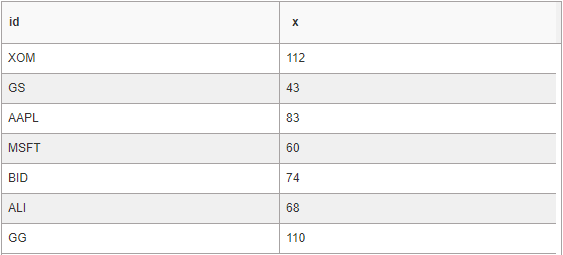 id x
XOM 112
GS 43
AAPL 83
MSFT 60
BID 74
ALI 68
GG 110